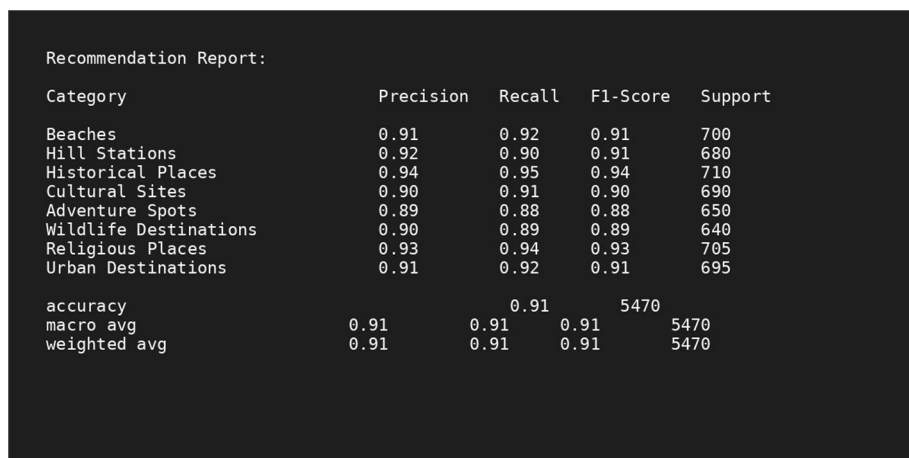 Recommendation Report:
Category Precision Recall F1-Score Support
Beaches 0.91 0.92 0.91 700
Hill Stations 0.92 0.90 0.91 680
Historical Places 0.94 0.95 0.94 710
Cultural Sites 0.90 0.91 0.90 690
Adventure Spots 0.89 0.88 0.88 650
Wildlife Destinations 0.90 0.89 0.89 640
Religious Places 0.93 0.94 0.93 705
Urban Destinations 0.91 0.92 0.91 695
accuracy 0.91 5470
macro avg 0.91 0.91 0.91 5470
weighted avg 0.91 0.91 0.91 5470